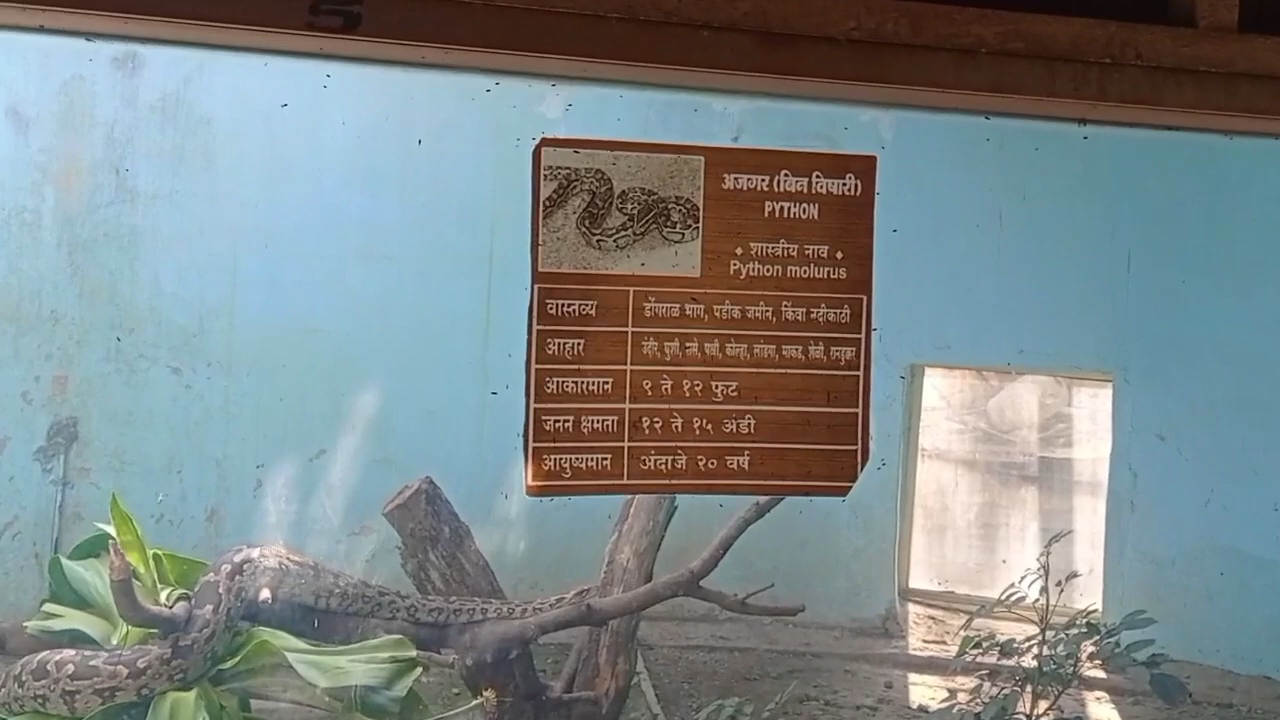 5
अजगर (बिन विषारी)
PYTHON
शास्त्रीय नाव
Python molurus
वास्तव्य डोंगराळ भाग, पडीक जमीन, किंवा नदीकाठी
आहार उंदीर, घुशी, ससे, पक्षी, कोल्हा, लांडगा, माकड, शेळी, रानडुक्कर
आकारमान ९ ते १२ फुट
जनन क्षमता १२ ते १५ अंडी
आयुष्यमान अंदाजे २० वर्ष